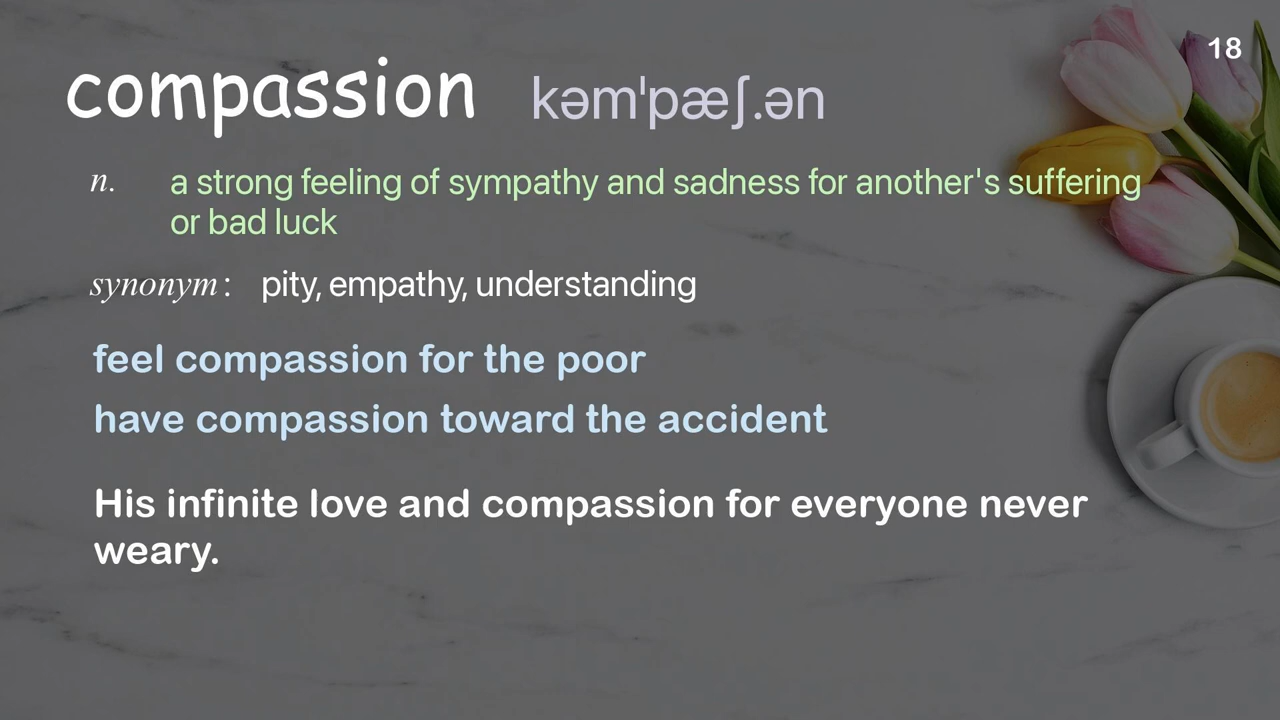 18
compassion kəm'pæʃ.ən
n. a strong feeling of sympathy and sadness for another's suffering
or bad luck
synonym : pity, empathy, understanding
feel compassion for the poor
have compassion toward the accident
His infinite love and compassion for everyone never
weary.